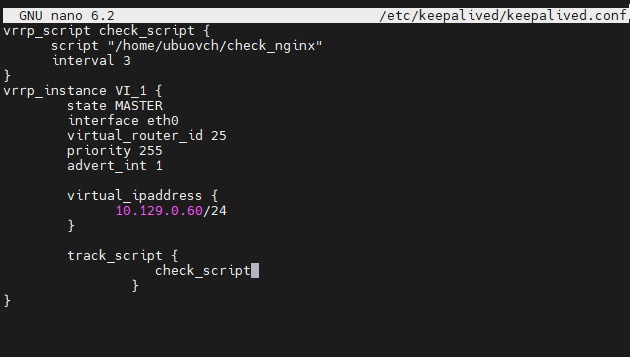 GNU nano 6.2 /etc/keepalived/keepalived.conf
vrrp_script check_script {
script "/home/ubuovch/check_nginx"
interval 3
}
vrrp_instance VI_1 {
state MASTER
interface eth0
virtual_router_id 25
priority 255
advert_int 1
virtual_ipaddress {
10.129.0.60/24
}
track_script {
check_script
}
}